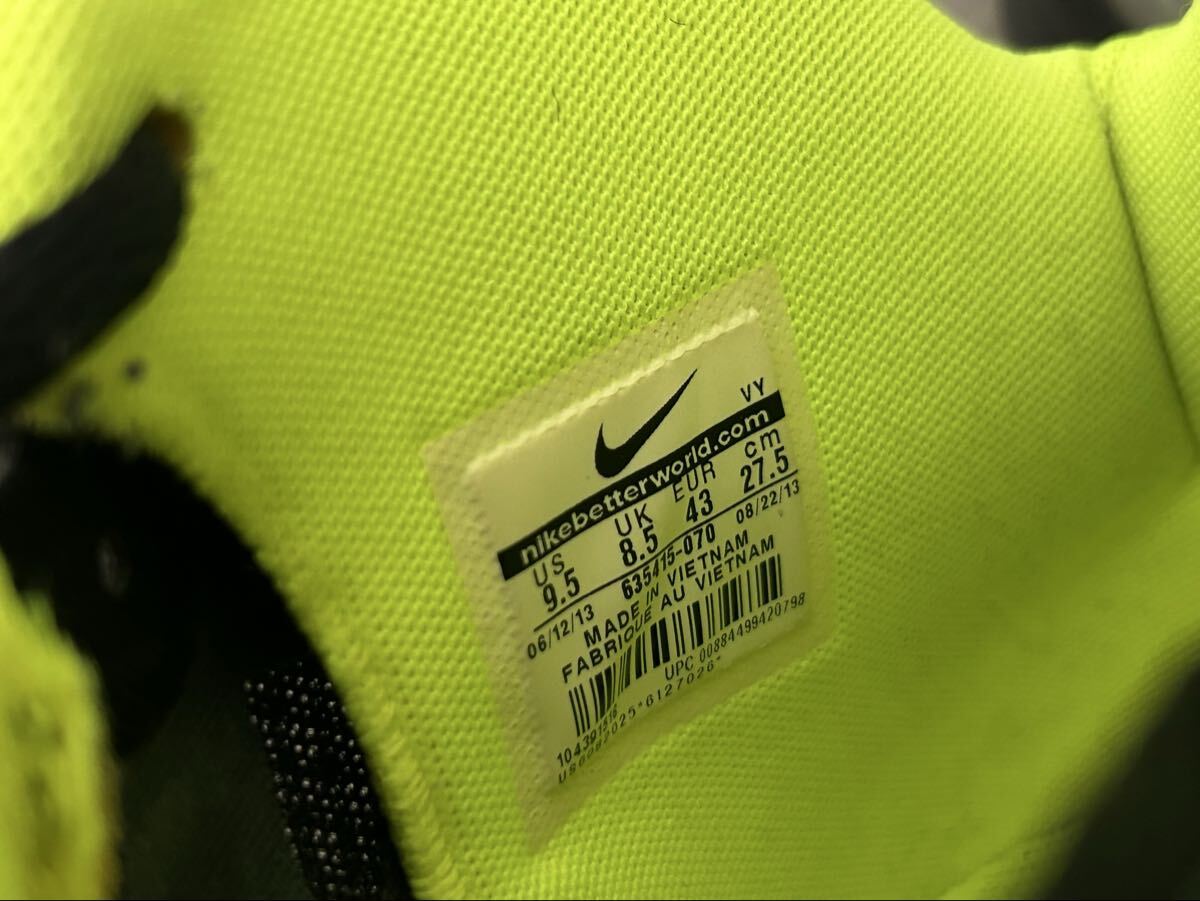 VY
nikebetterworld.com
US UK EUR cm
9.5 8.5 43 27.5
06/12/13 635415-070 08/22/13
MADE IN VIETNAM
FABRIQUE AU VIETNAM
UPC 00884499420798